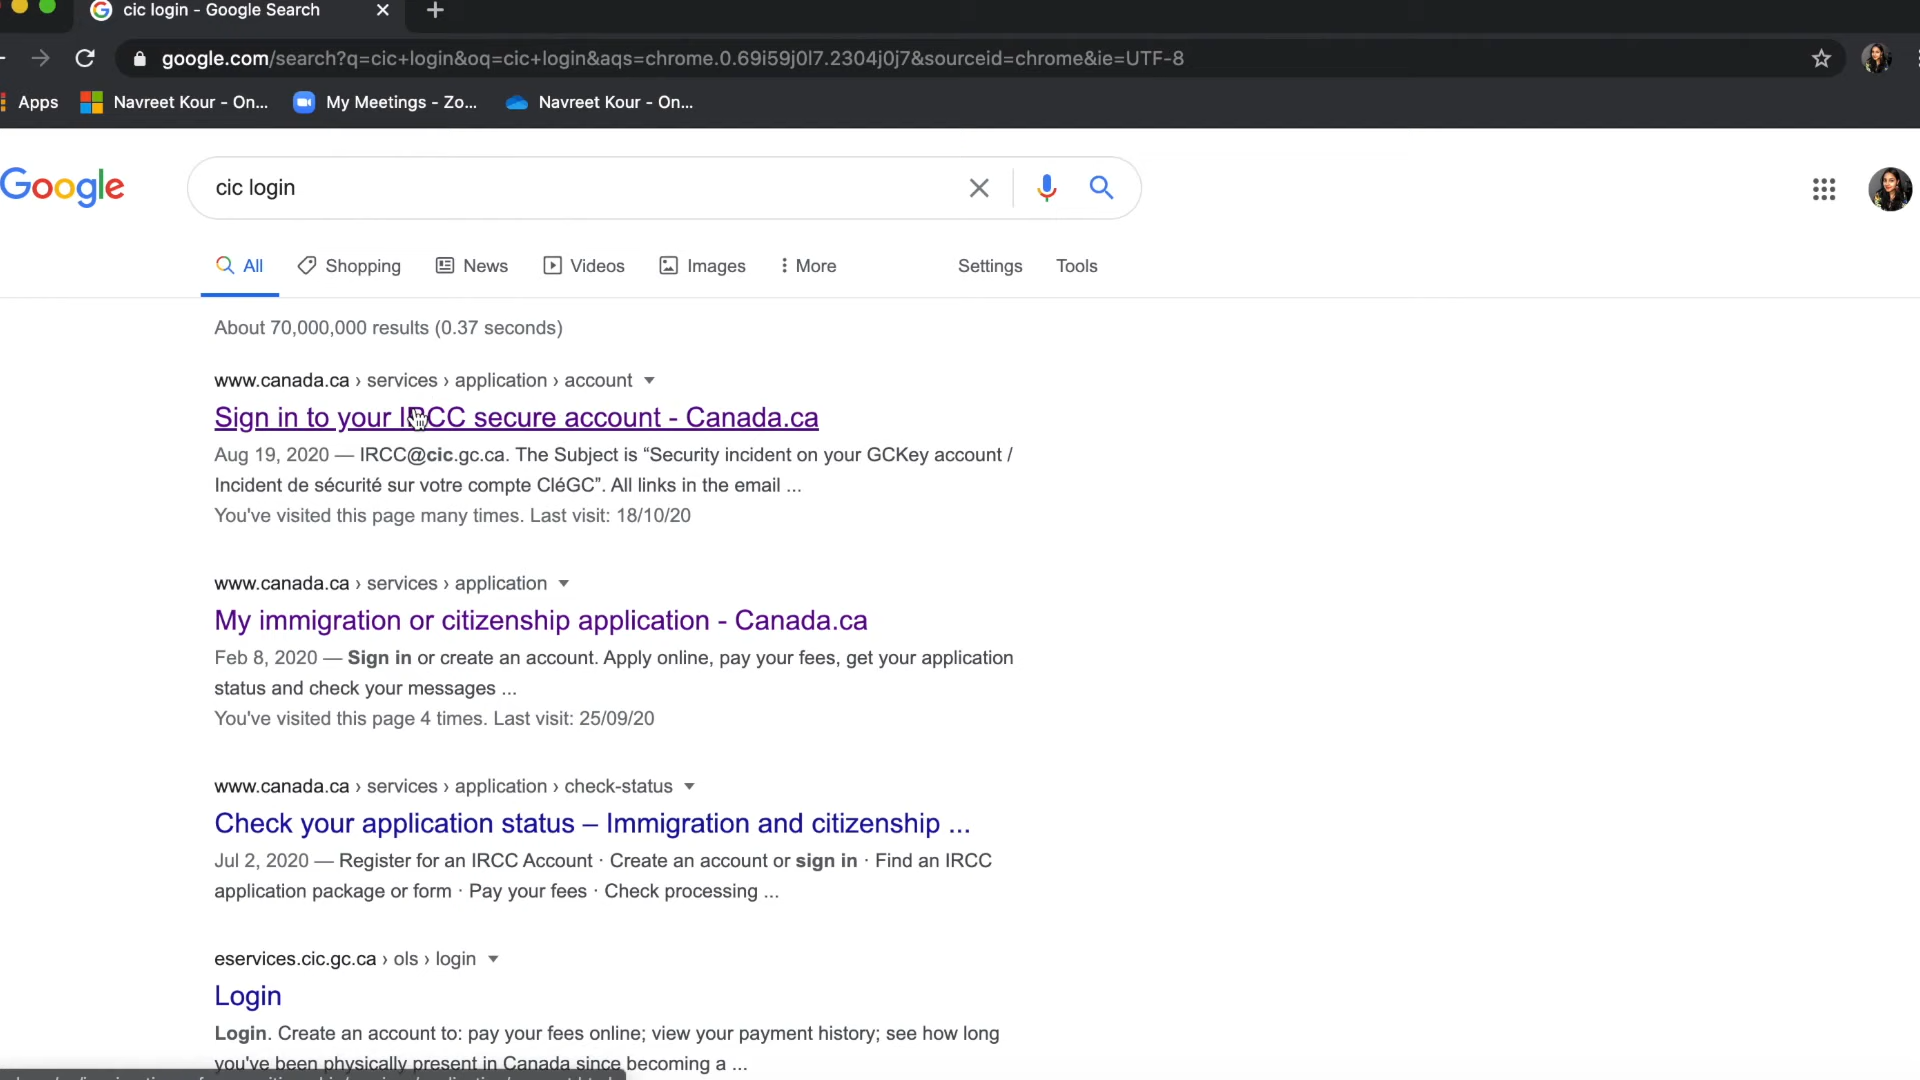 cic login - Google Search
google.com/search?q=cic+login&oq=cic+login&aqs=chrome.0.69i59j0l7.2304j0j7&sourceid=chrome&ie=UTF-8
Apps Navreet Kour - On... My Meetings - Zo... Navreet Kour - On...
Google cic login
All Shopping News Videos Images More Settings Tools
About 70,000,000 results (0.37 seconds)
www.canada.ca › services › application › account
Sign in to your IRCC secure account - Canada.ca
Aug 19, 2020 — IRCC@cic.gc.ca. The Subject is “Security incident on your GCKey account /
Incident de sécurité sur votre compte CléGC”. All links in the email ...
You've visited this page many times. Last visit: 18/10/20
www.canada.ca › services › application
My immigration or citizenship application - Canada.ca
Feb 8, 2020 — Sign in or create an account. Apply online, pay your fees, get your application
status and check your messages ...
You've visited this page 4 times. Last visit: 25/09/20
www.canada.ca › services › application › check-status
Check your application status – Immigration and citizenship ...
Jul 2, 2020 — Register for an IRCC Account · Create an account or sign in · Find an IRCC
application package or form · Pay your fees · Check processing ...
eservices.cic.gc.ca › ols › login
Login
Login. Create an account to: pay your fees online; view your payment history; see how long
you've been physically present in Canada since becoming a ...